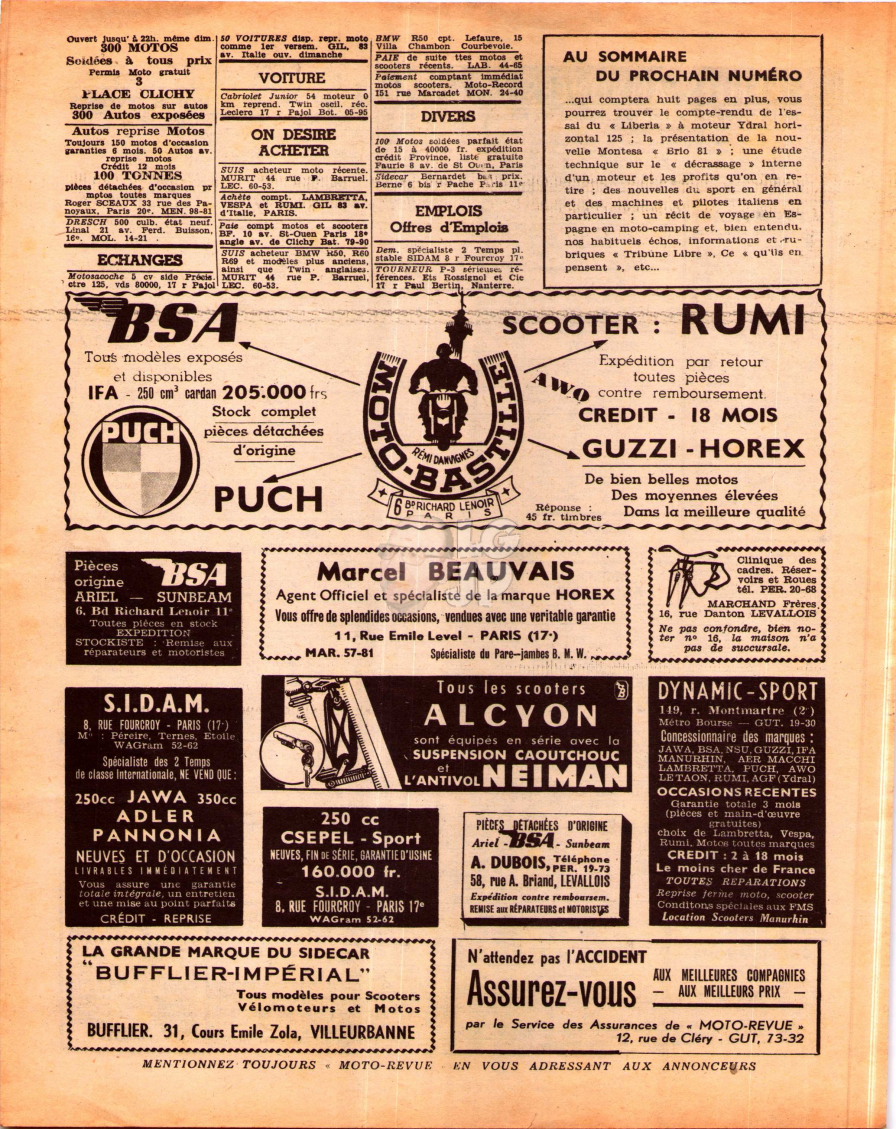 Ouvert jusqu' à 22h. même dim.
300 MOTOS
Soldées à tous prix
Permis Moto gratuit
3
PLACE CLICHY
Reprise de motos sur autos
300 Autos exposées
Autos reprise Motos
Toujours 150 motos d'occasion
garanties 6 mois. 50 Autos av.
reprise motos
Crédit 12 mois
100 TONNES
pièces détachées d'occasion pr
motos toutes marques
Roger SCEAUX 33 rue des Pa-
noyaux, Paris 20e. MEN. 98-81
DRESCH 500 culb. état neuf.
Linal 21 av. Ferd. Buisson,
16e. MOL. 14-21
ECHANGES
Motosacoche 5 cv side Précis.
ctre 125, vds 80000, 17 r Pajol
50 VOITURES disp. repr. moto
comme 1er versem. GIL, 83
av. Italie ouv. dimanche
VOITURE
Cabriolet Junior 54 moteur 0
km reprend. Twin oscil. réc.
Leclerc 17 r Pajol Bot. 05-95
ON DESIRE
ACHETER
SUIS acheteur moto récente.
MURIT 44 rue P. Barruel.
LEC. 60-53.
Achète compt. LAMBRETTA,
VESPA et RUMI. GIL 83 av.
d'Italie, PARIS.
Paie compt motos et scooters
BF. 10 av. St-Ouen Paris 18e
angle av. de Clichy Bat. 79-90
SUIS acheteur BMW R50, R60
R69 et modèles plus anciens,
ainsi que Twin anglaises.
MURIT 44 rue P. Barruel,
LEC. 60-53.
BMW R50 cpt. Lefaure, 15
Villa Chambon Courbevoie.
PAIE de suite ttes motos et
scooters récents. LAB. 44-65
Paiement comptant immédiat
motos scooters. Moto-Record
151 rue Marcadet MON. 24-40
DIVERS
100 Motos soldées parfait état
de 15 à 40000 fr. expédition
crédit Province, liste gratuite
Faurie 8 av. de St Ouen, Paris
Sidecar Bernardet bas prix.
Berne 6 bis r Pache Paris 11e
EMPLOIS
Offres d'Emplois
Dem. spécialiste 2 Temps pl.
stable SIDAM 8 r Fourcroy 17e
TOURNEUR P-3 sérieuses ré-
férences. Ets Rossignol et Cie
17 r Paul Bertin, Nanterre.
AU SOMMAIRE
DU PROCHAIN NUMÉRO
...qui comptera huit pages en plus, vous
pourrez trouver le compte-rendu de l'es-
sai du « Liberia » à moteur Ydral hori-
zontal 125 ; la présentation de la nou-
velle Montesa « Brio 81 » ; une étude
technique sur le « décrassage » interne
d'un moteur et les profits qu'on en re-
tire ; des nouvelles du sport en général
et des machines et pilotes italiens en
particulier ; un récit de voyage en Es-
pagne en moto-camping et, bien entendu,
nos habituels échos, informations et ru-
briques « Tribune Libre », Ce « qu'ils en
pensent », etc...
BSA
Tous modèles exposés
et disponibles
IFA - 250 cm³ cardan 205.000 frs
Stock complet
pièces détachées
d'origine
PUCH
PUCH
MOTO-BASTILLE
RÉMI DANVIGNES
6 BD RICHARD LENOIR
PARIS
SCOOTER : RUMI
Expédition par retour
toutes pièces
contre remboursement.
AWO
CREDIT - 18 MOIS
GUZZI - HOREX
De bien belles motos
Des moyennes élevées
Dans la meilleure qualité
Réponse :
45 fr. timbres
Pièces
origine BSA
ARIEL — SUNBEAM
6. Bd Richard Lenoir 11e
Toutes pièces en stock
EXPEDITION
STOCKISTE : Remise aux
réparateurs et motoristes
Marcel BEAUVAIS
Agent Officiel et spécialiste de la marque HOREX
Vous offre de splendides occasions, vendues avec une veritable garantie
11, Rue Emile Level - PARIS (17e)
MAR. 57-81 Spécialiste du Pare-jambes B. M. W.
Clinique des
cadres. Réser-
voirs et Roues
tél. PER. 20-68
MARCHAND Frères
16, rue Danton LEVALLOIS
Ne pas confondre, bien no-
ter n° 16, la maison n'a
pas de succursale.
S.I.D.A.M.
8, RUE FOURCROY - PARIS (17e)
Mo : Péreire, Ternes, Etoile
WAGram 52-62
Spécialiste des 2 Temps
de classe Internationale, NE VEND QUE :
250cc JAWA 350cc
ADLER
PANNONIA
NEUVES ET D'OCCASION
LIVRABLES IMMÉDIATEMENT
Vous assure une garantie
totale intégrale, un entretien
et une mise au point parfaits
CRÉDIT - REPRISE
Tous les scooters
ALCYON
sont équipés en série avec la
SUSPENSION CAOUTCHOUC
et
L'ANTIVOL NEIMAN
250 cc
CSEPEL - Sport
NEUVES, FIN DE SÉRIE, GARANTIE D'USINE
160.000 fr.
S.I.D.A.M.
8, RUE FOURCROY - PARIS 17e
WAGram 52-62
PIÈCES DÉTACHÉES D'ORIGINE
Ariel - BSA - Sunbeam
A. DUBOIS, Téléphone
PER. 19-73
58, rue A. Briand, LEVALLOIS
Expédition contre remboursem.
REMISE aux RÉPARATEURS et MOTORISTES
DYNAMIC-SPORT
149, r. Montmartre (2e)
Métro Bourse — GUT. 19-30
Concessionnaire des marques :
JAWA, BSA, NSU, GUZZI, IFA
MANURHIN, AER MACCHI
LAMBRETTA, PUCH, AWO
LETAON, RUMI, AGF (Ydral)
OCCASIONS RECENTES
Garantie totale 3 mois
(pièces et main-d'œuvre
gratuites)
choix de Lambretta, Vespa,
Rumi, Motos toutes marques
CREDIT : 2 à 18 mois
Le moins cher de France
TOUTES REPARATIONS
Reprise ferme moto, scooter
Conditons spéciales aux FMS
Location Scooters Manurhin
LA GRANDE MARQUE DU SIDECAR
"BUFFLIER-IMPÉRIAL"
Tous modèles pour Scooters
Vélomoteurs et Motos
BUFFLIER. 31, Cours Emile Zola, VILLEURBANNE
N'attendez pas l'ACCIDENT
Assurez-vous
AUX MEILLEURES COMPAGNIES
— AUX MEILLEURS PRIX —
par le Service des Assurances de « MOTO-REVUE »
12, rue de Cléry - GUT, 73-32
MENTIONNEZ TOUJOURS « MOTO-REVUE EN VOUS ADRESSANT AUX ANNONCEURS